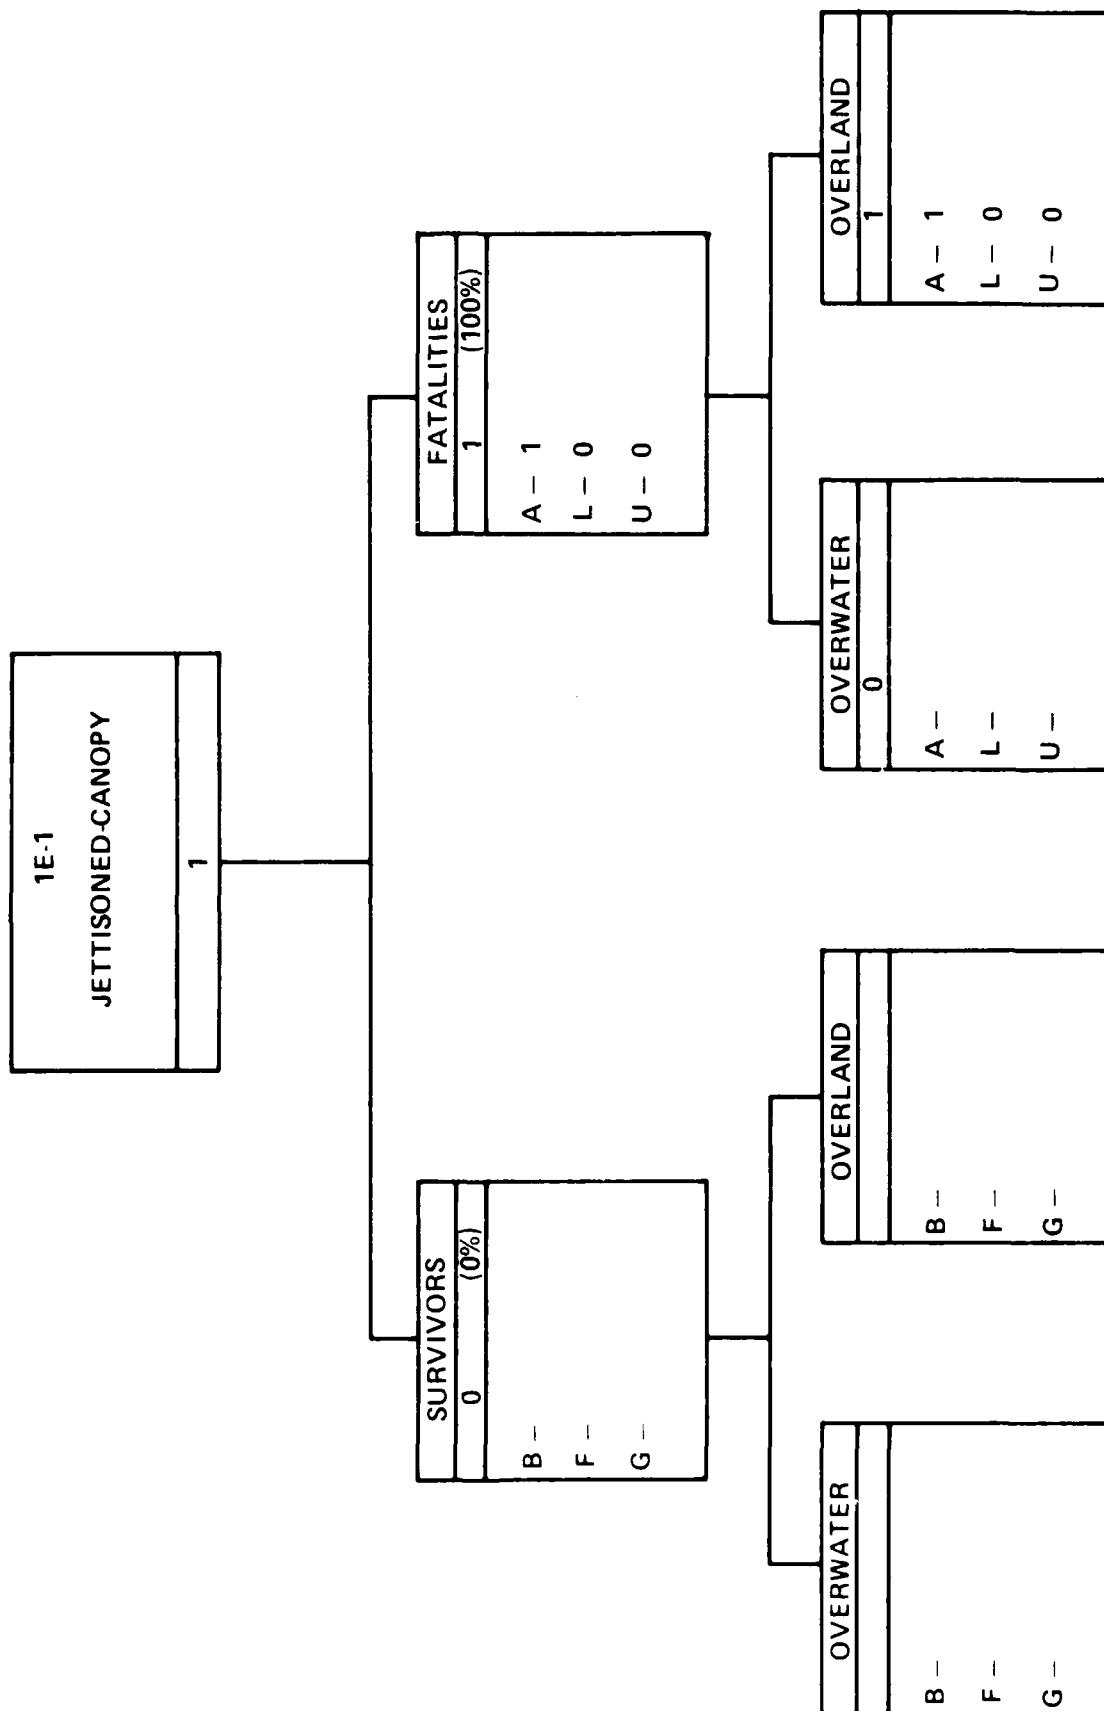 1E-1
JETTISONED-CANOPY
1
SURVIVORS
0 (0%)
B –
F –
G –
FATALITIES
1 (100%)
A – 1
L – 0
U – 0
OVERWATER
B –
F –
G –
OVERLAND
B –
F –
G –
OVERWATER
0
A –
L –
U –
OVERLAND
1
A – 1
L – 0
U – 0